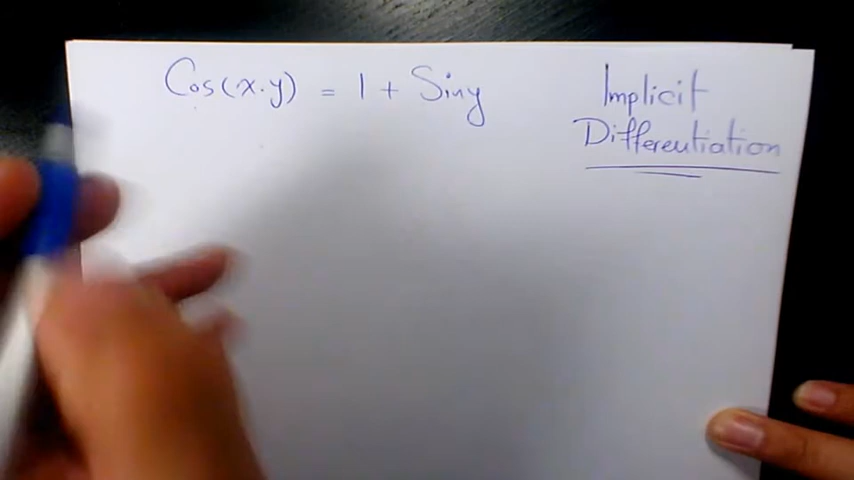 Cos(x.y) = 1 + Siny
Implicit
Differentiation